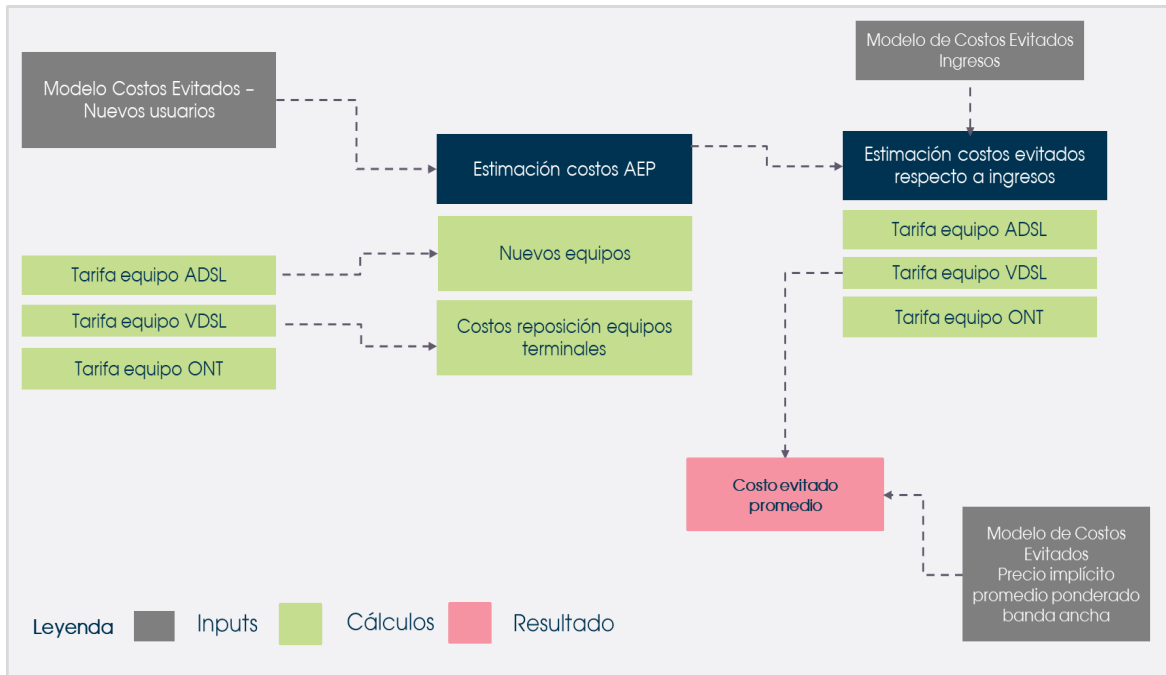 Modelo de Costos Evitados
Ingresos
Modelo Costos Evitados –
Nuevos usuarios
Estimación costos AEP
Estimación costos evitados
respecto a ingresos
Nuevos equipos
Tarifa equipo ADSL
Tarifa equipo VDSL
Tarifa equipo ONT
Tarifa equipo ADSL
Tarifa equipo VDSL
Tarifa equipo ONT
Costos reposición equipos
terminales
Costo evitado
promedio
Modelo de Costos
Evitados
Precio implícito
promedio ponderado
banda ancha
Leyenda
Inputs
Cálculos
Resultado